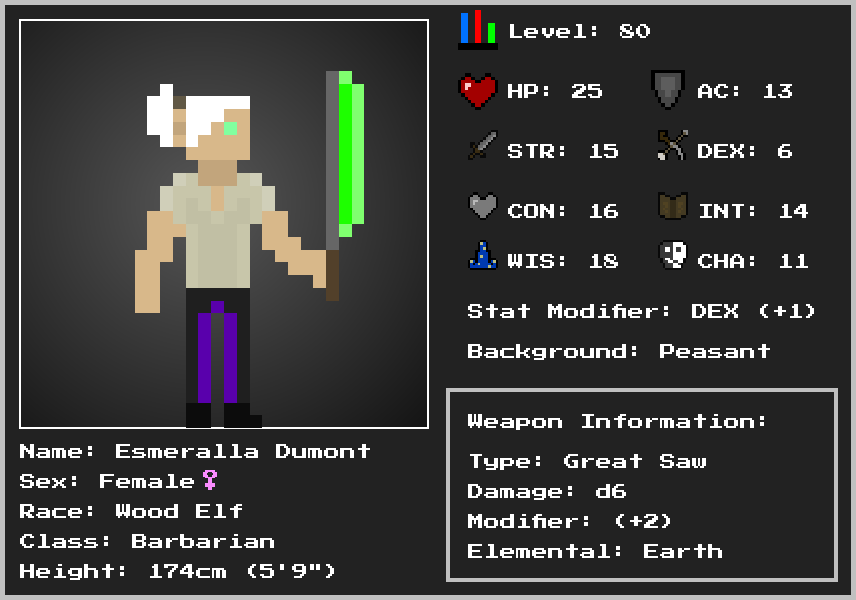 Level: 80
HP: 25 AC: 13
STR: 15 DEX: 6
CON: 16 INT: 14
WIS: 18 CHA: 11
Stat Modifier: DEX (+1)
Background: Peasant
Weapon Information:
Type: Great Saw
Damage: d6
Modifier: (+2)
Elemental: Earth
Name: Esmeralla Dumont
Sex: Female♀
Race: Wood Elf
Class: Barbarian
Height: 174cm (5'9")